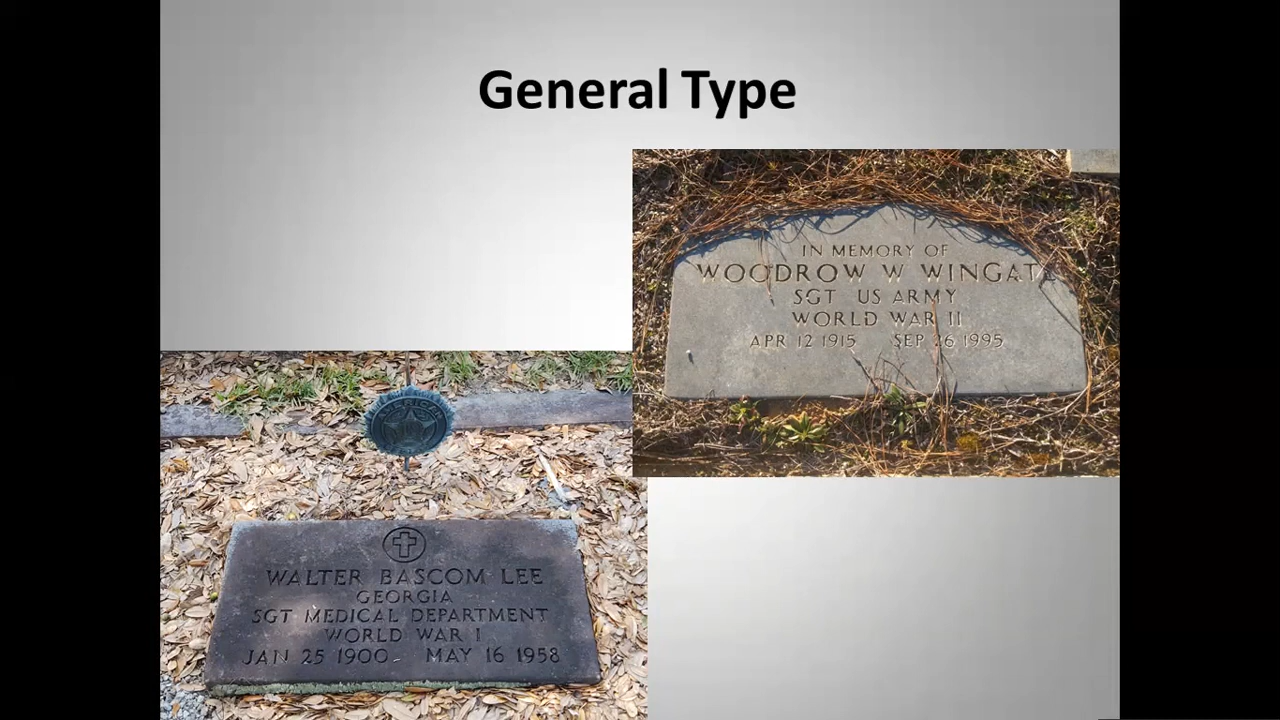 General Type
IN MEMORY OF
WOODROW W WINGATE
SGT US ARMY
WORLD WAR II
APR 12 1915 SEP 26 1995
WALTER BASCOM LEE
GEORGIA
SGT MEDICAL DEPARTMENT
WORLD WAR I
JAN 25 1900 MAY 16 1958